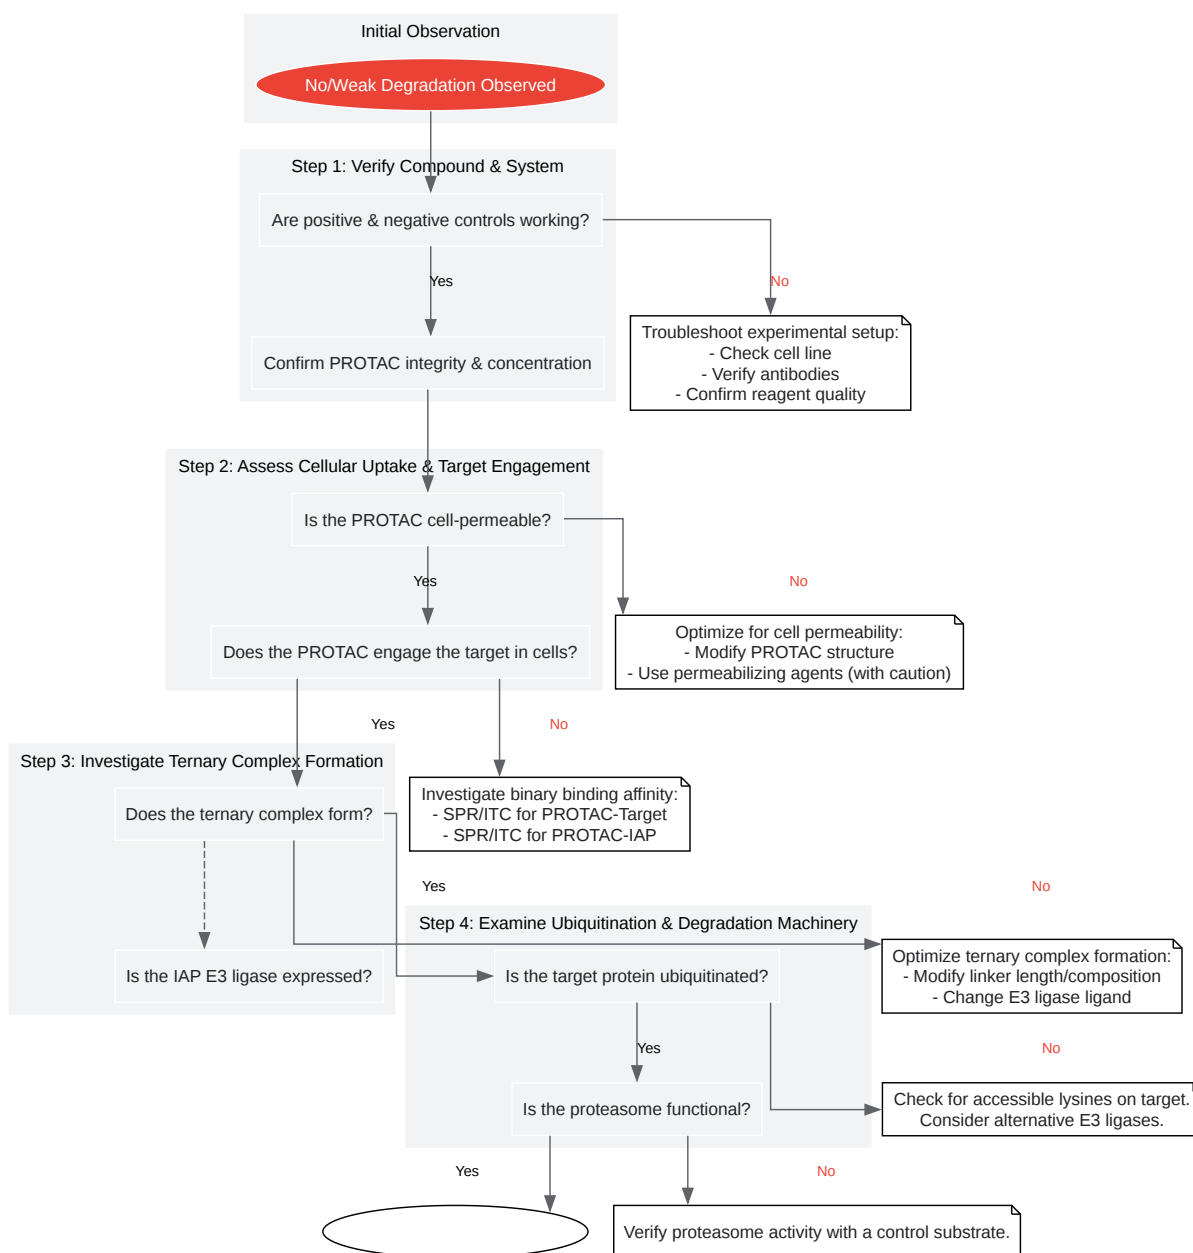 Initial Observation
No/Weak Degradation Observed
Step 1: Verify Compound & System
Are positive & negative controls working?
Yes
No
Confirm PROTAC integrity & concentration
Troubleshoot experimental setup:
- Check cell line
- Verify antibodies
- Confirm reagent quality
Step 2: Assess Cellular Uptake & Target Engagement
Is the PROTAC cell-permeable?
Yes
No
Does the PROTAC engage the target in cells?
Optimize for cell permeability:
- Modify PROTAC structure
- Use permeabilizing agents (with caution)
Yes
No
Step 3: Investigate Ternary Complex Formation
Does the ternary complex form?
Investigate binary binding affinity:
- SPR/ITC for PROTAC-Target
- SPR/ITC for PROTAC-IAP
Yes
No
Step 4: Examine Ubiquitination & Degradation Machinery
Is the IAP E3 ligase expressed?
Is the target protein ubiquitinated?
Optimize ternary complex formation:
- Modify linker length/composition
- Change E3 ligase ligand
Yes
No
Is the proteasome functional?
Check for accessible lysines on target.
Consider alternative E3 ligases.
Yes
No
Verify proteasome activity with a control substrate.